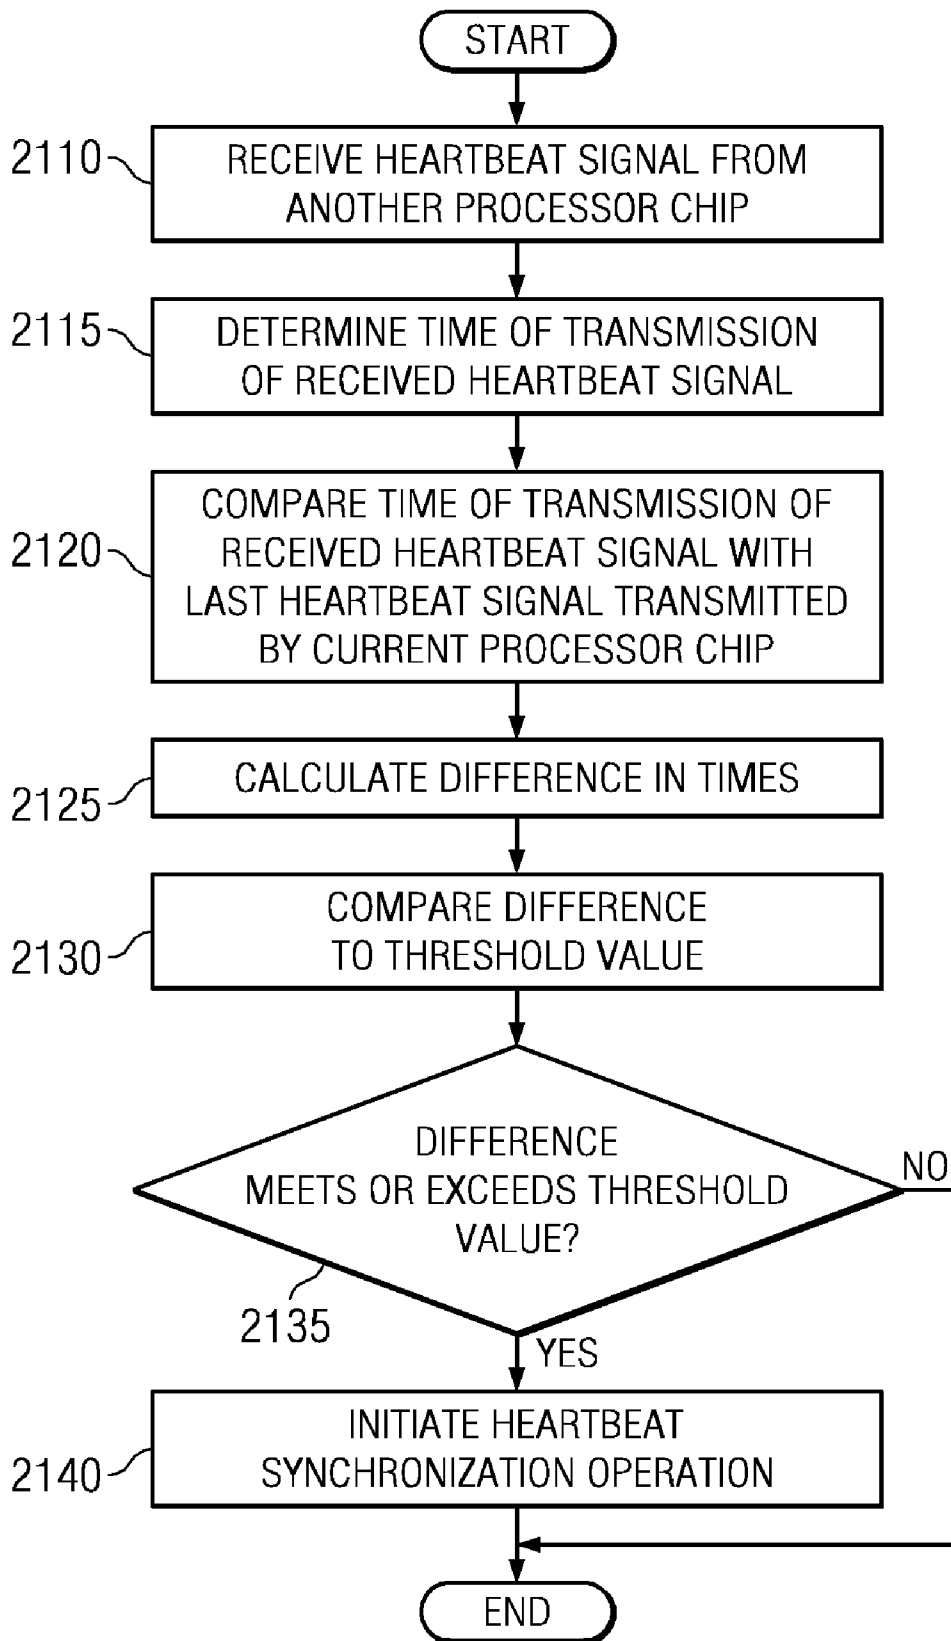 START
2110
RECEIVE HEARTBEAT SIGNAL FROM
ANOTHER PROCESSOR CHIP
2115
DETERMINE TIME OF TRANSMISSION
OF RECEIVED HEARTBEAT SIGNAL
2120
COMPARE TIME OF TRANSMISSION OF
RECEIVED HEARTBEAT SIGNAL WITH
LAST HEARTBEAT SIGNAL TRANSMITTED
BY CURRENT PROCESSOR CHIP
2125
CALCULATE DIFFERENCE IN TIMES
2130
COMPARE DIFFERENCE
TO THRESHOLD VALUE
DIFFERENCE
MEETS OR EXCEEDS THRESHOLD
VALUE?
NO
2135
YES
2140
INITIATE HEARTBEAT
SYNCHRONIZATION OPERATION
END